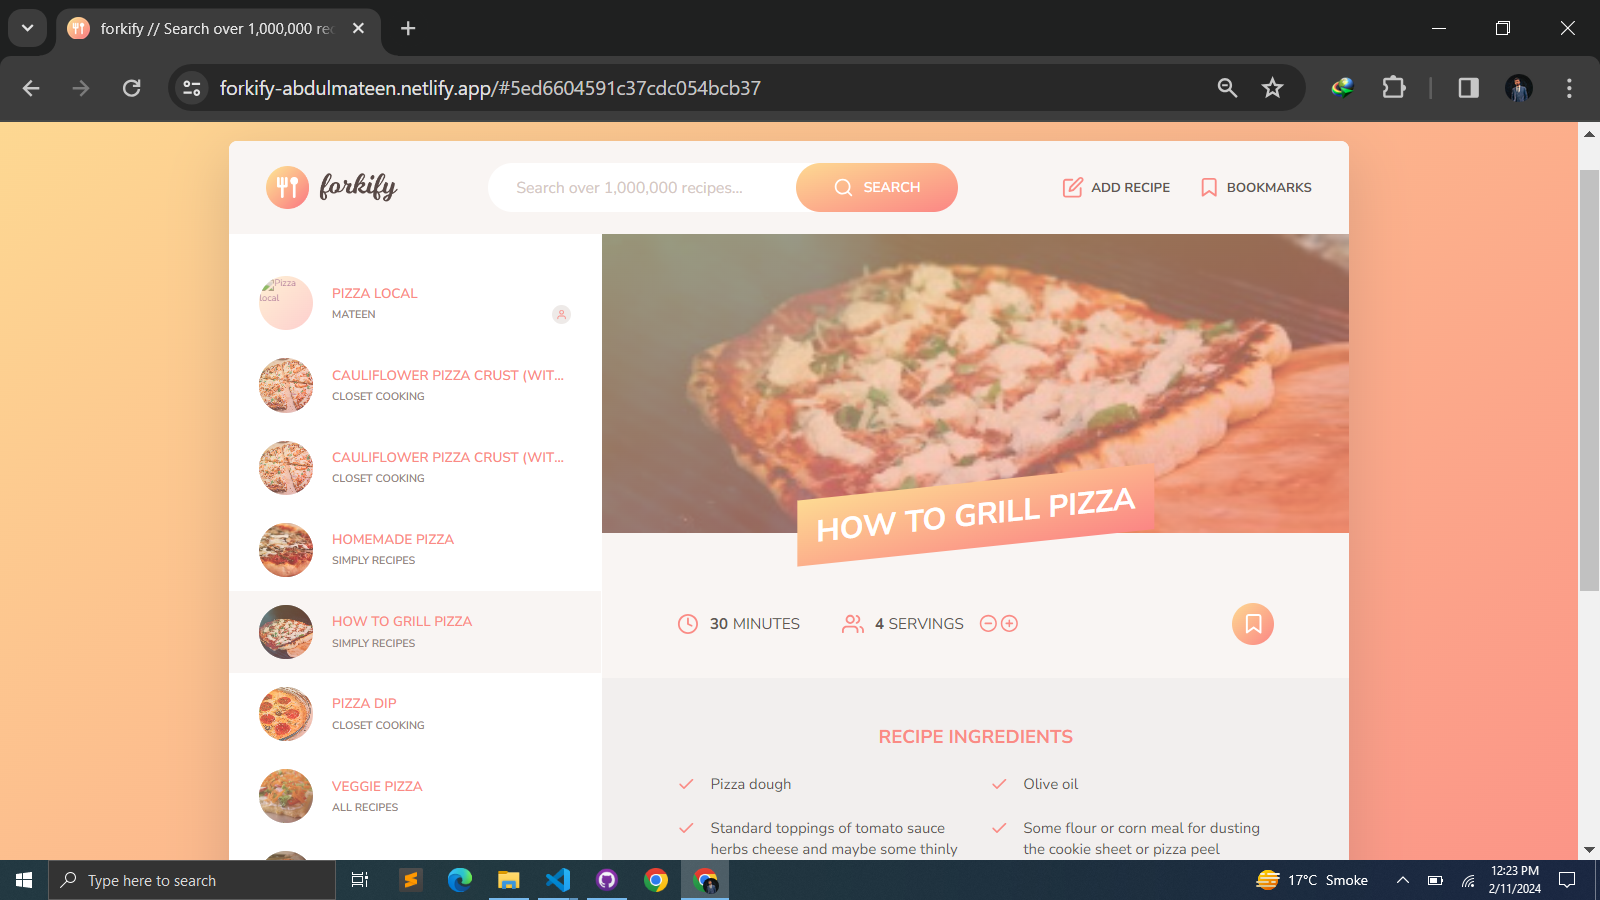 forkify // Search over 1,000,000 rec
forkify-abdulmateen.netlify.app/#5ed6604591c37cdc054bcb37
forkify
Search over 1,000,000 recipes...
SEARCH
ADD RECIPE
BOOKMARKS
Pizza
local
PIZZA LOCAL
MATEEN
CAULIFLOWER PIZZA CRUST (WIT...
CLOSET COOKING
CAULIFLOWER PIZZA CRUST (WIT...
CLOSET COOKING
HOMEMADE PIZZA
SIMPLY RECIPES
HOW TO GRILL PIZZA
SIMPLY RECIPES
PIZZA DIP
CLOSET COOKING
VEGGIE PIZZA
ALL RECIPES
HOW TO GRILL PIZZA
30 MINUTES
4 SERVINGS
RECIPE INGREDIENTS
Pizza dough
Olive oil
Standard toppings of tomato sauce
herbs cheese and maybe some thinly
Some flour or corn meal for dusting
the cookie sheet or pizza peel
Type here to search
17°C Smoke
12:23 PM
2/11/2024